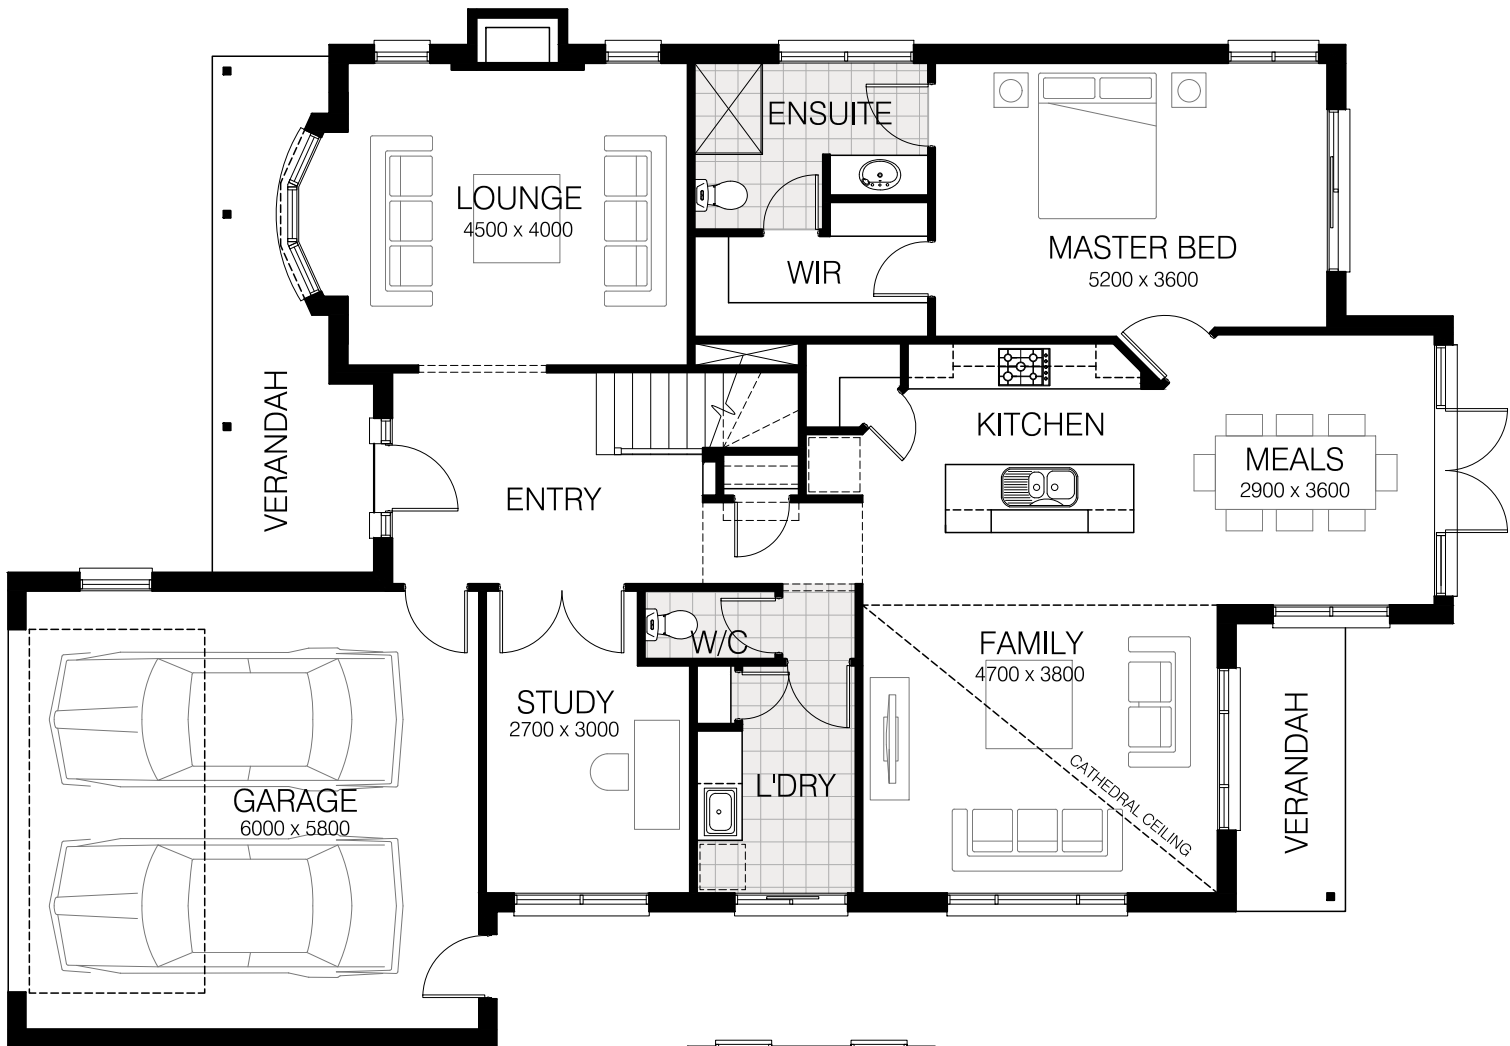 ENSUITE
LOUNGE
4500 x 4000
WIR
MASTER BED
5200 x 3600
VERANDAH
ENTRY
KITCHEN
MEALS
2900 x 3600
W/C
FAMILY
4700 x 3800
STUDY
2700 x 3000
L'DRY
CATHEDRAL CEILING
VERANDAH
GARAGE
6000 x 5800